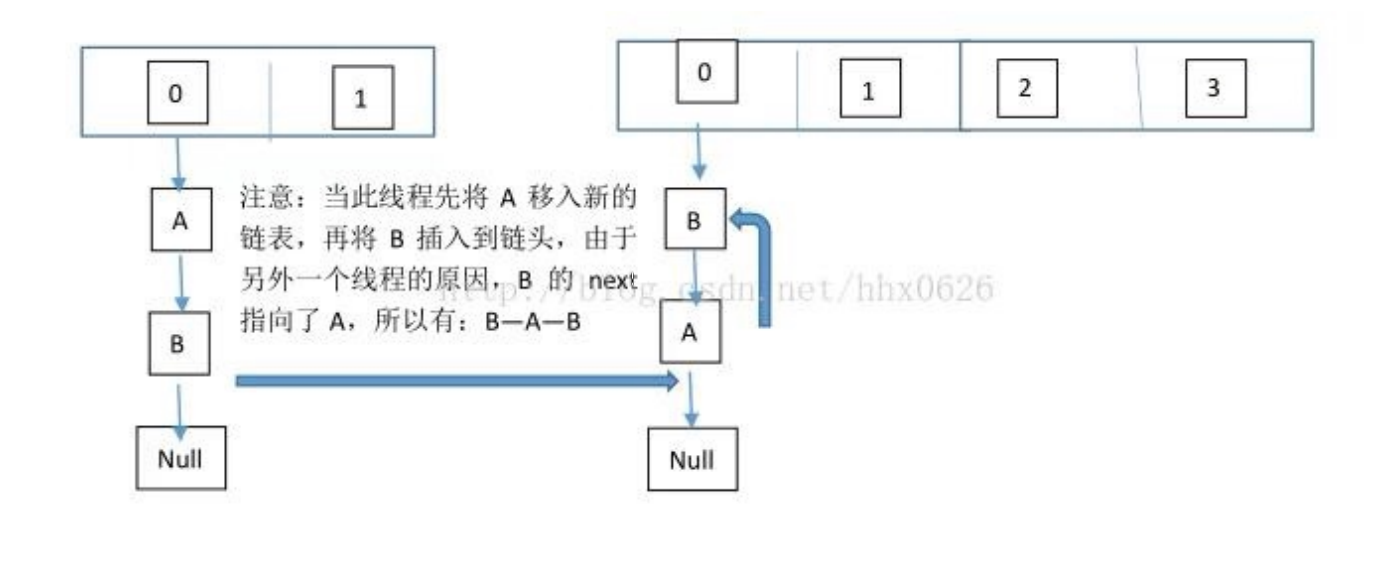 0
1
0
1
2
3
A
注意：当此线程先将 A 移入新的
链表，再将 B 插入到链头，由于
另外一个线程的原因，B 的 next
指向了 A，所以有：B—A—B
B
Null
B
A
Null
http://blog.csdn.net/hhx0626